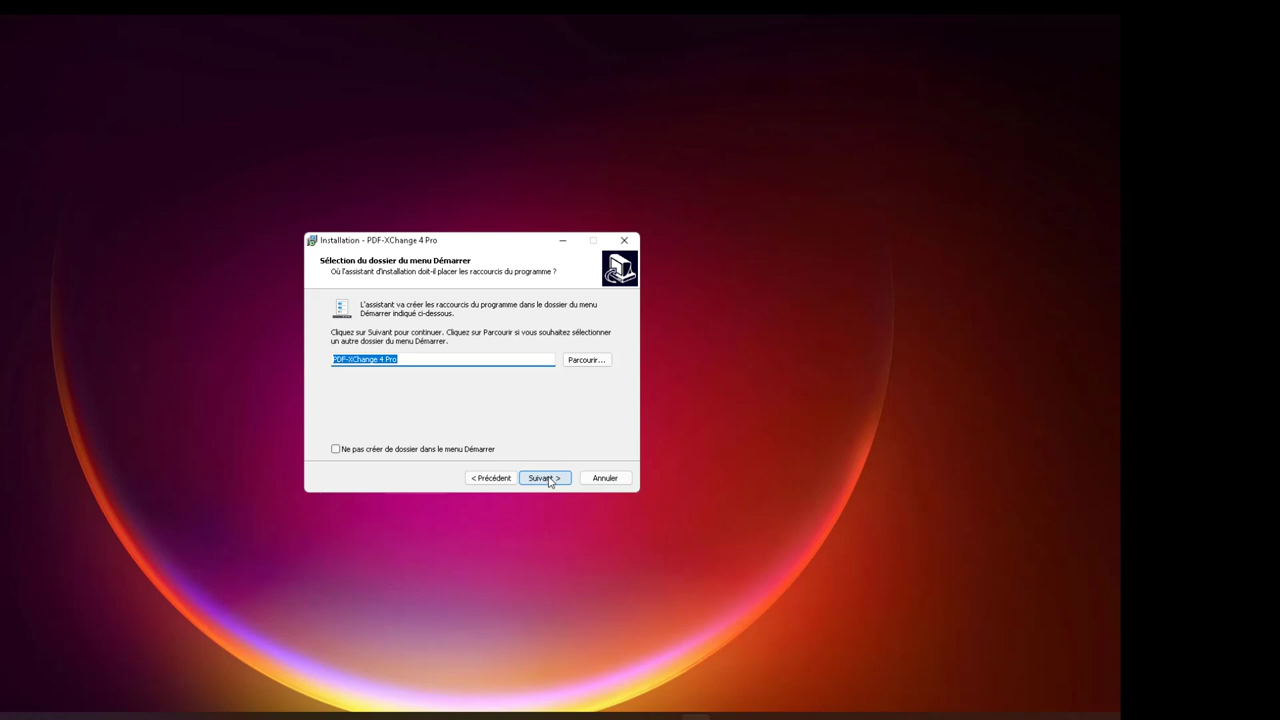 Installation - PDF-XChange 4 Pro
Sélection du dossier du menu Démarrer
Où l'assistant d'installation doit-il placer les raccourcis du programme ?
L'assistant va créer les raccourcis du programme dans le dossier du menu
Démarrer indiqué ci-dessous.
Cliquez sur Suivant pour continuer. Cliquez sur Parcourir si vous souhaitez sélectionner
un autre dossier du menu Démarrer.
PDF-XChange 4 Pro
Parcourir...
Ne pas créer de dossier dans le menu Démarrer
< Précédent
Suivant >
Annuler